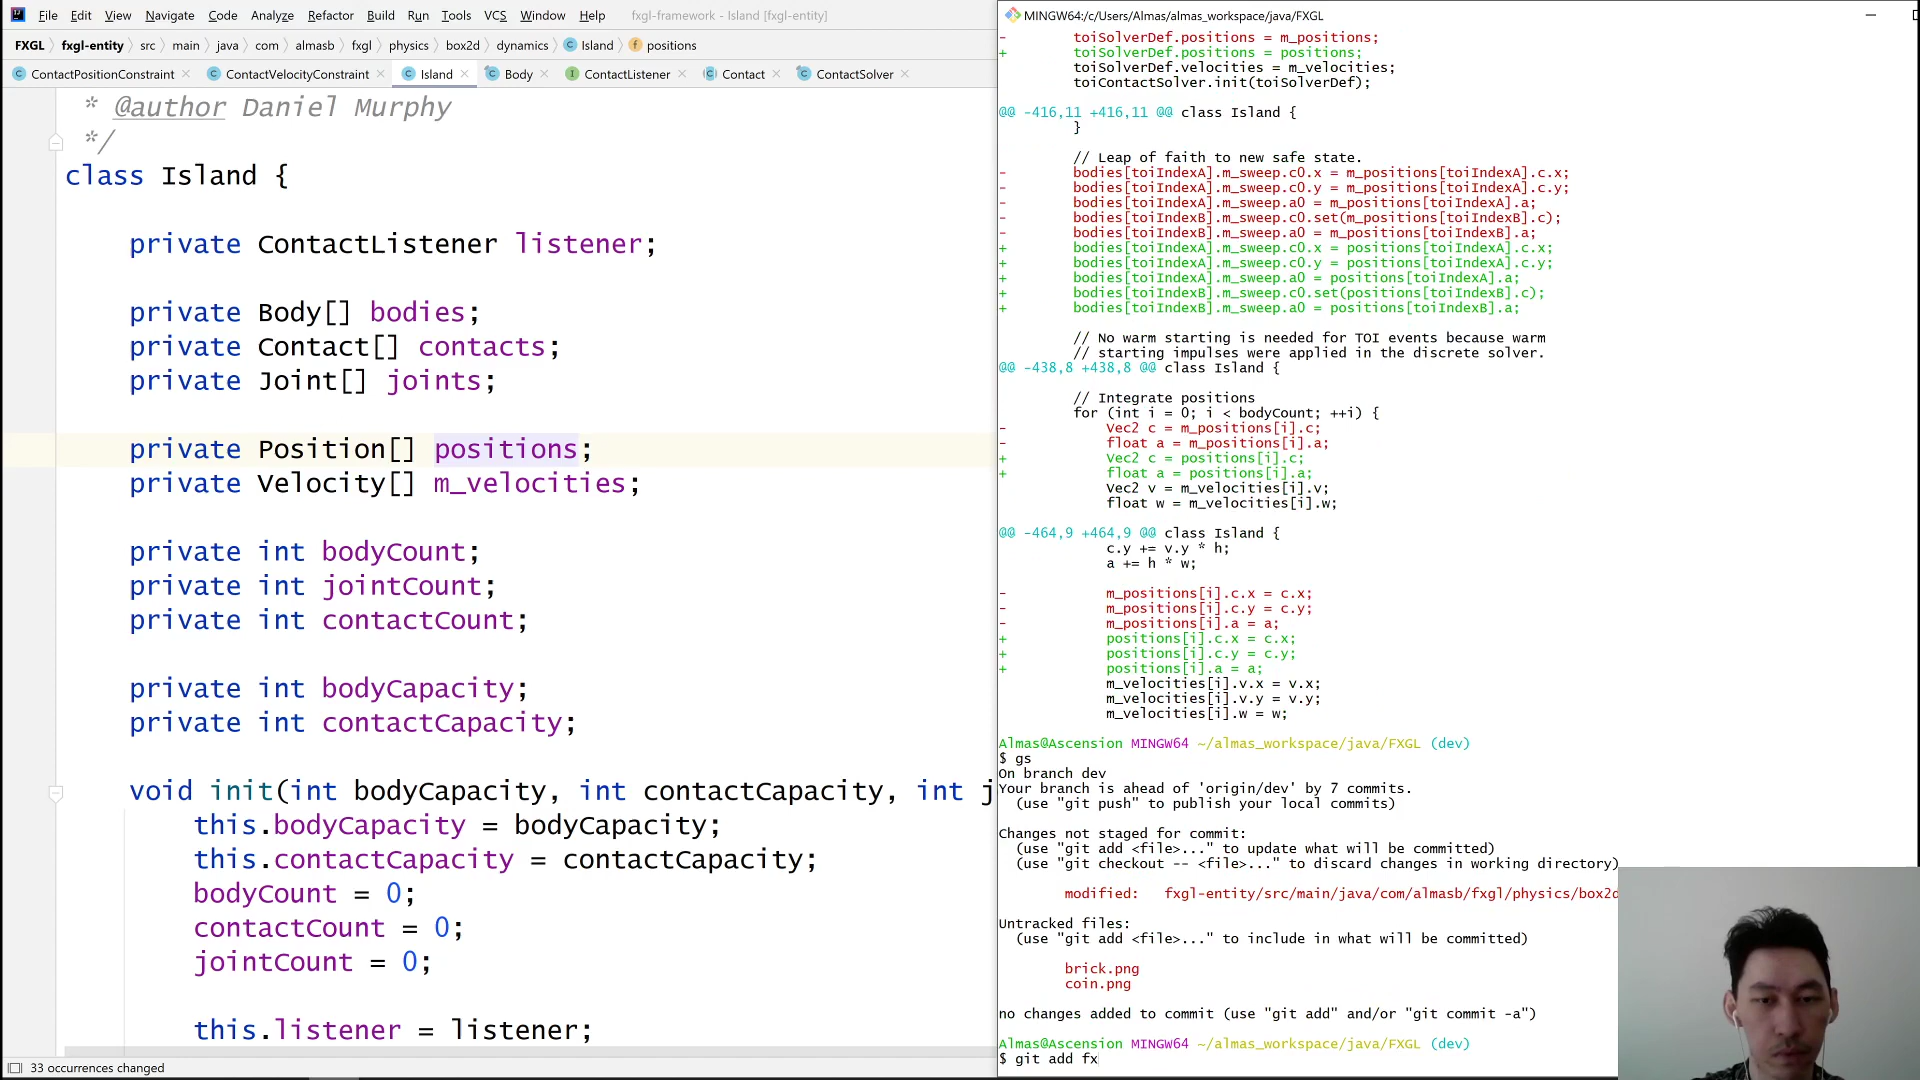 File Edit View Navigate Code Analyze Refactor Build Run Tools VCS Window Help fxgl-framework - Island [fxgl-entity]
FXGL fxgl-entity src main java com almasb fxgl physics box2d dynamics Island positions
ContactPositionConstraint ContactVelocityConstraint Island Body ContactListener Contact ContactSolver
* @author Daniel Murphy
*/
class Island {
private ContactListener listener;
private Body[] bodies;
private Contact[] contacts;
private Joint[] joints;
private Position[] positions;
private Velocity[] m_velocities;
private int bodyCount;
private int jointCount;
private int contactCount;
private int bodyCapacity;
private int contactCapacity;
void init(int bodyCapacity, int contactCapacity, int j
this.bodyCapacity = bodyCapacity;
this.contactCapacity = contactCapacity;
bodyCount = 0;
contactCount = 0;
jointCount = 0;
this.listener = listener;
33 occurrences changed
MINGW64:/c/Users/Almas/almas_workspace/java/FXGL
- toiSolverDef.positions = m_positions;
+ toiSolverDef.positions = positions;
toiSolverDef.velocities = m_velocities;
toiContactSolver.init(toiSolverDef);
@@ -416,11 +416,11 @@ class Island {
}
// Leap of faith to new safe state.
- bodies[toiIndexA].m_sweep.c0.x = m_positions[toiIndexA].c.x;
- bodies[toiIndexA].m_sweep.c0.y = m_positions[toiIndexA].c.y;
- bodies[toiIndexA].m_sweep.a0 = m_positions[toiIndexA].a;
- bodies[toiIndexB].m_sweep.c0.set(m_positions[toiIndexB].c);
- bodies[toiIndexB].m_sweep.a0 = m_positions[toiIndexB].a;
+ bodies[toiIndexA].m_sweep.c0.x = positions[toiIndexA].c.x;
+ bodies[toiIndexA].m_sweep.c0.y = positions[toiIndexA].c.y;
+ bodies[toiIndexA].m_sweep.a0 = positions[toiIndexA].a;
+ bodies[toiIndexB].m_sweep.c0.set(positions[toiIndexB].c);
+ bodies[toiIndexB].m_sweep.a0 = positions[toiIndexB].a;
// No warm starting is needed for TOI events because warm
// starting impulses were applied in the discrete solver.
@@ -438,8 +438,8 @@ class Island {
// Integrate positions
for (int i = 0; i < bodyCount; ++i) {
- Vec2 c = m_positions[i].c;
- float a = m_positions[i].a;
+ Vec2 c = positions[i].c;
+ float a = positions[i].a;
Vec2 v = m_velocities[i].v;
float w = m_velocities[i].w;
@@ -464,9 +464,9 @@ class Island {
c.y += v.y * h;
a += h * w;
- m_positions[i].c.x = c.x;
- m_positions[i].c.y = c.y;
- m_positions[i].a = a;
+ positions[i].c.x = c.x;
+ positions[i].c.y = c.y;
+ positions[i].a = a;
m_velocities[i].v.x = v.x;
m_velocities[i].v.y = v.y;
m_velocities[i].w = w;
Almas@Ascension MINGW64 ~/almas_workspace/java/FXGL (dev)
$ gs
On branch dev
Your branch is ahead of 'origin/dev' by 7 commits.
(use "git push" to publish your local commits)
Changes not staged for commit:
(use "git add <file>..." to update what will be committed)
(use "git checkout -- <file>..." to discard changes in working directory)
modified: fxgl-entity/src/main/java/com/almasb/fxgl/physics/box2d
Untracked files:
(use "git add <file>..." to include in what will be committed)
brick.png
coin.png
no changes added to commit (use "git add" and/or "git commit -a")
Almas@Ascension MINGW64 ~/almas_workspace/java/FXGL (dev)
$ git add fx